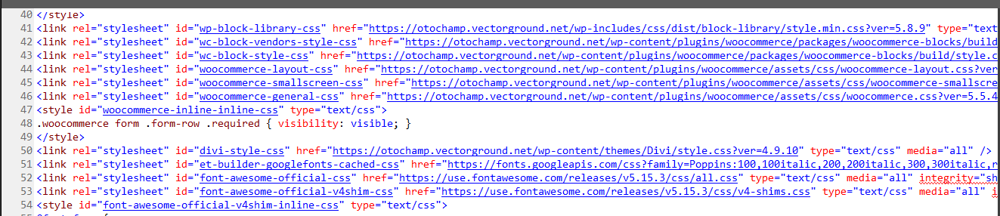 40 </style>
41 <link rel="stylesheet" id="wp-block-library-css" href="https://otochamp.vectorground.net/wp-includes/css/dist/block-library/style.min.css?ver=5.8.9" type="text
42 <link rel="stylesheet" id="wc-block-vendors-style-css" href="https://otochamp.vectorground.net/wp-content/plugins/woocommerce/packages/woocommerce-blocks/build
43 <link rel="stylesheet" id="wc-block-style-css" href="https://otochamp.vectorground.net/wp-content/plugins/woocommerce/packages/woocommerce-blocks/build/style.c
44 <link rel="stylesheet" id="woocommerce-layout-css" href="https://otochamp.vectorground.net/wp-content/plugins/woocommerce/assets/css/woocommerce-layout.css?ver
45 <link rel="stylesheet" id="woocommerce-smallscreen-css" href="https://otochamp.vectorground.net/wp-content/plugins/woocommerce/assets/css/woocommerce-smallscre
46 <link rel="stylesheet" id="woocommerce-general-css" href="https://otochamp.vectorground.net/wp-content/plugins/woocommerce/assets/css/woocommerce.css?ver=5.5.4
47 <style id="woocommerce-inline-inline-css" type="text/css">
48 .woocommerce form .form-row .required { visibility: visible; }
49 </style>
50 <link rel="stylesheet" id="divi-style-css" href="https://otochamp.vectorground.net/wp-content/themes/Divi/style.css?ver=4.9.10" type="text/css" media="all" />
51 <link rel="stylesheet" id="et-builder-googlefonts-cached-css" href="https://fonts.googleapis.com/css?family=Poppins:100,100italic,200,200italic,300,300italic,r
52 <link rel="stylesheet" id="font-awesome-official-css" href="https://use.fontawesome.com/releases/v5.15.3/css/all.css" type="text/css" media="all" integrity="sh
53 <link rel="stylesheet" id="font-awesome-official-v4shim-css" href="https://use.fontawesome.com/releases/v5.15.3/css/v4-shims.css" type="text/css" media="all" i
54 <style id="font-awesome-official-v4shim-inline-css" type="text/css">